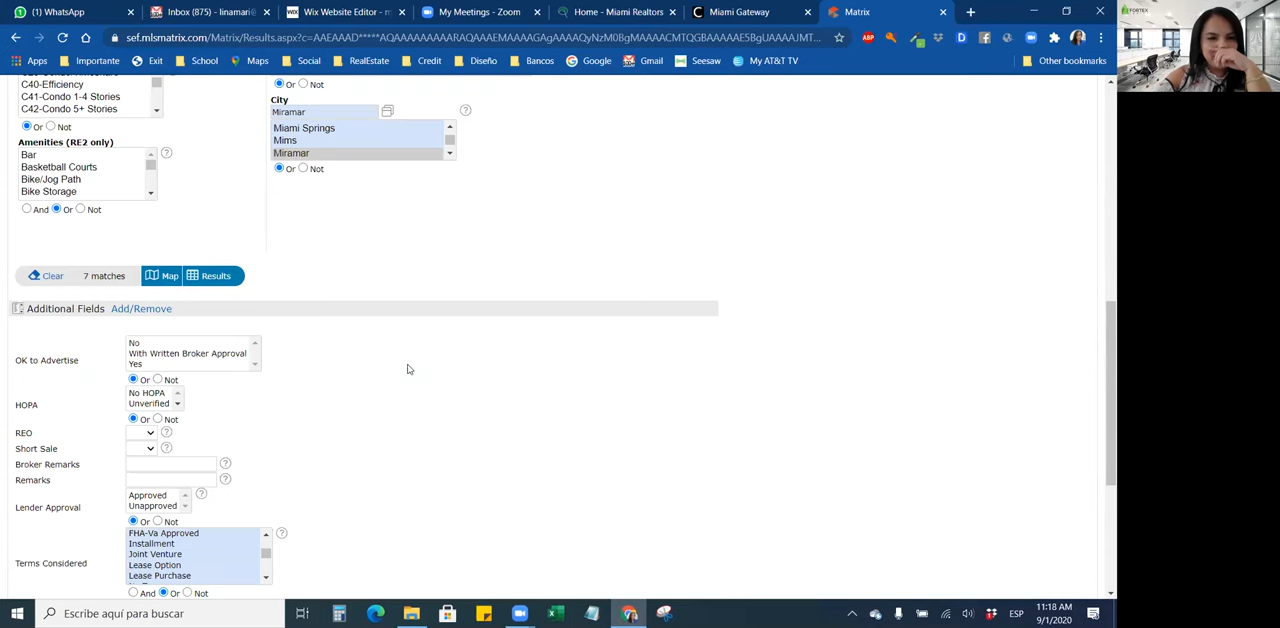 (1) WhatsApp
Inbox (875) - linamari@
WIX Wix Website Editor - m
My Meetings - Zoom
Home - Miami Realtors
Miami Gateway
Matrix
sef.mlsmatrix.com/Matrix/Results.aspx?c=AAEAAAD*****AQAAAAAAAAARAQAAAEMAAAAGAgAAAAQyNzM0BgMAAAACMTQGBAAAAAE5BgUAAAAJMT...
ABP
Apps Importante Exit School Maps Social RealEstate Credit Diseño Bancos Google Gmail Seesaw My AT&T TV Other bookmarks
FORTEX
C40-Efficiency
C41-Condo 1-4 Stories
C42-Condo 5+ Stories
Or Not
Amenities (RE2 only)
Bar
Basketball Courts
Bike/Jog Path
Bike Storage
And Or Not
Or Not
City
Miramar
Miami Springs
Mims
Miramar
Or Not
Clear 7 matches Map Results
Additional Fields Add/Remove
OK to Advertise
No
With Written Broker Approval
Yes
Or Not
HOPA
No HOPA
Unverified
Or Not
REO
Short Sale
Broker Remarks
Remarks
Lender Approval
Approved
Unapproved
Or Not
Terms Considered
FHA-Va Approved
Installment
Joint Venture
Lease Option
Lease Purchase
And Or Not
Escribe aquí para buscar
ESP
11:18 AM
9/1/2020